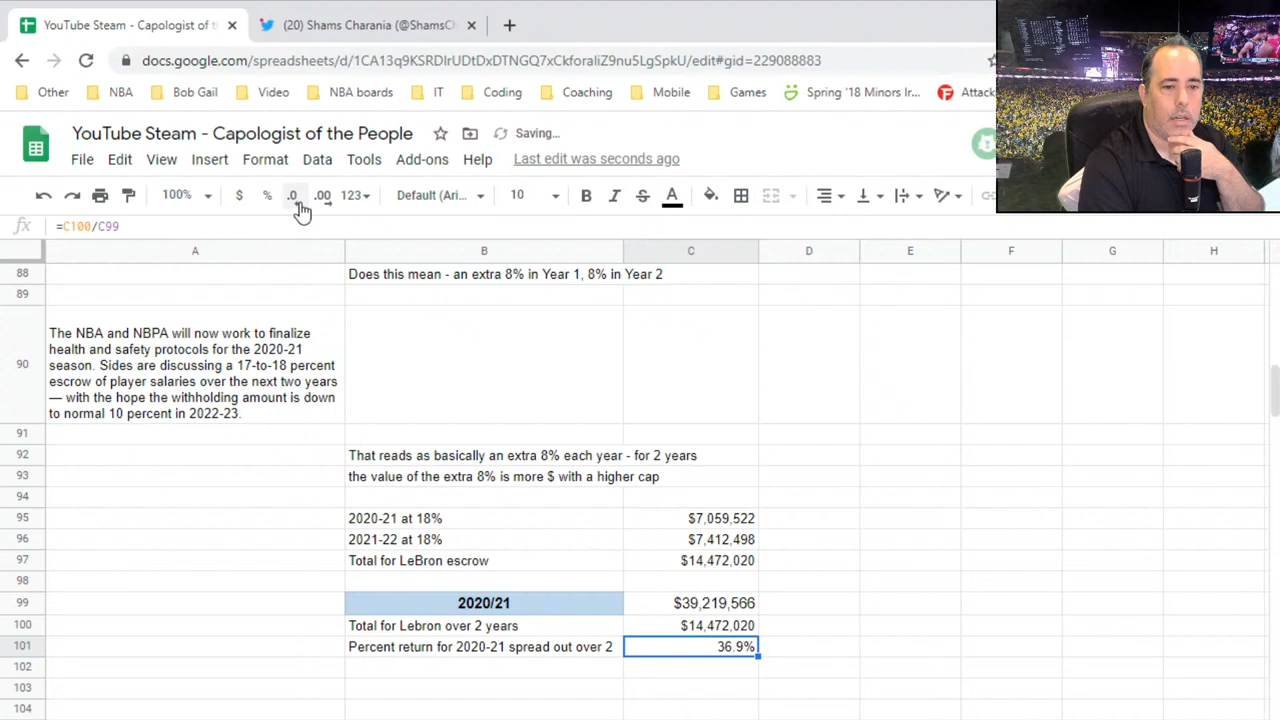 YouTube Steam - Capologist of th
(20) Shams Charania (@ShamsCh
docs.google.com/spreadsheets/d/1CA13q9KSRDIrUDtDxDTNGQ7xCkforaliZ9nu5LgSpkU/edit#gid=229088883
Other NBA Bob Gail Video NBA boards IT Coding Coaching Mobile Games Spring '18 Minors Ir... Attack
YouTube Steam - Capologist of the People Saving...
File Edit View Insert Format Data Tools Add-ons Help Last edit was seconds ago
100% $ % .0 .00 123 Default (Ari... 10 B I S A
fx =C100/C99
A B C D E F G H
88 Does this mean - an extra 8% in Year 1, 8% in Year 2
89
The NBA and NBPA will now work to finalize
health and safety protocols for the 2020-21
season. Sides are discussing a 17-to-18 percent
90 escrow of player salaries over the next two years
— with the hope the withholding amount is down
to normal 10 percent in 2022-23.
91
92 That reads as basically an extra 8% each year - for 2 years
93 the value of the extra 8% is more $ with a higher cap
94
95 2020-21 at 18% $7,059,522
96 2021-22 at 18% $7,412,498
97 Total for LeBron escrow $14,472,020
98
99 2020/21 $39,219,566
100 Total for Lebron over 2 years $14,472,020
101 Percent return for 2020-21 spread out over 2 36.9%
102
103
104